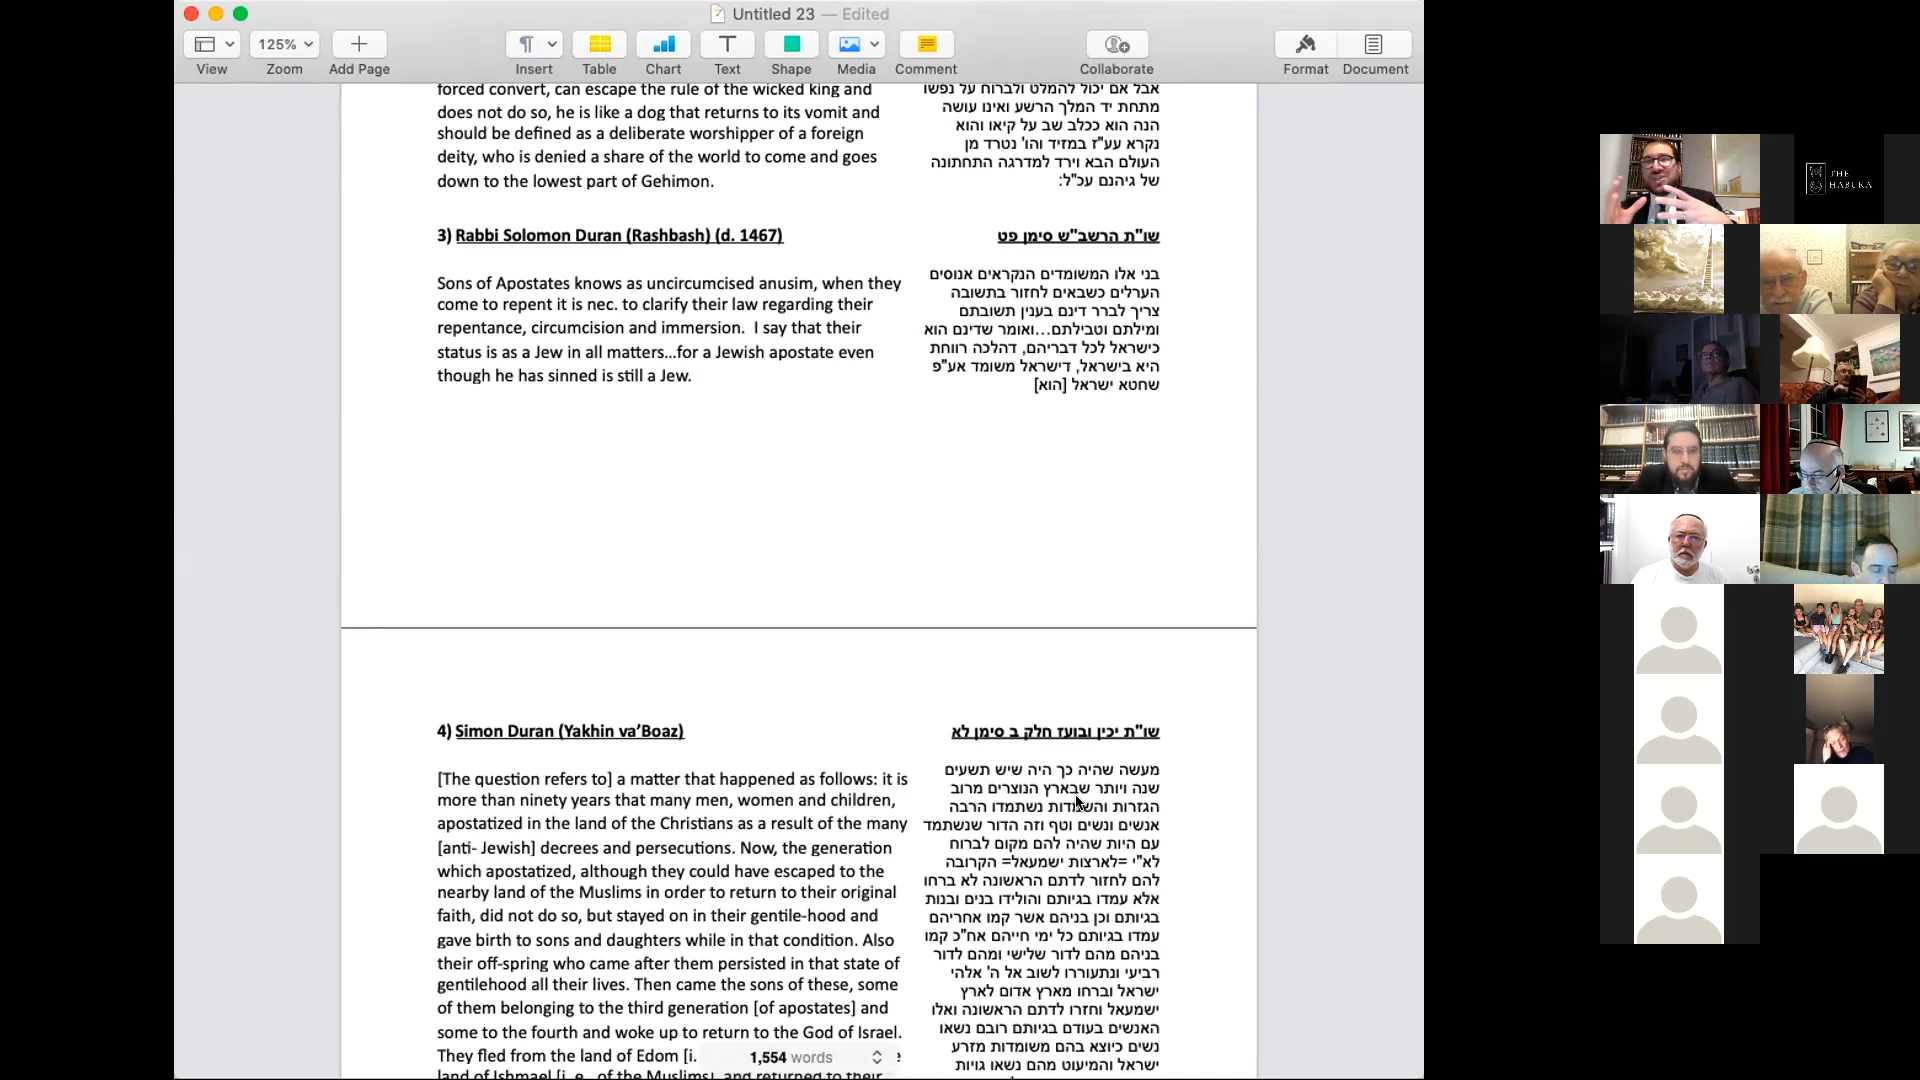 Untitled 23 — Edited
125%
View
Zoom
Add Page
Insert
Table
Chart
Text
Shape
Media
Comment
Collaborate
Format
Document
forced convert, can escape the rule of the wicked king and
does not do so, he is like a dog that returns to its vomit and
should be defined as a deliberate worshipper of a foreign
deity, who is denied a share of the world to come and goes
down to the lowest part of Gehimon.
אבל אם יכול להמלט ולברוח על נפשו
מתחת יד המלך הרשע ואינו עושה
הנה הוא ככלב שב על קיאו והוא
נקרא עע"ז במזיד והו' נטרד מן
העולם הבא וירד למדרגה התחתונה
של גיהנם עכ"ל:
3) Rabbi Solomon Duran (Rashbash) (d. 1467)
שו"ת הרשב"ש סימן פט
Sons of Apostates knows as uncircumcised anusim, when they
come to repent it is nec. to clarify their law regarding their
repentance, circumcision and immersion.  I say that their
status is as a Jew in all matters…for a Jewish apostate even
though he has sinned is still a Jew.
בני אלו המשומדים הנקראים אנוסים
הערלים כשבאים לחזור בתשובה
צריך לברר דינם בענין תשובתם
ומילתם וטבילתם…ואומר שדינם הוא
כישראל לכל דבריהם, דהלכה רווחת
היא בישראל, דישראל משומד אע"פ
שחטא ישראל [הוא]
4) Simon Duran (Yakhin va’Boaz)
שו"ת יכין ובועז חלק ב סימן לא
[The question refers to] a matter that happened as follows: it is
more than ninety years that many men, women and children,
apostatized in the land of the Christians as a result of the many
[anti- Jewish] decrees and persecutions. Now, the generation
which apostatized, although they could have escaped to the
nearby land of the Muslims in order to return to their original
faith, did not do so, but stayed on in their gentile-hood and
gave birth to sons and daughters while in that condition. Also
their off-spring who came after them persisted in that state of
gentilehood all their lives. Then came the sons of these, some
of them belonging to the third generation [of apostates] and
some to the fourth and woke up to return to the God of Israel.
They fled from the land of Edom [i.
land of Ishmael [i. e., of the Muslims], and returned to their
מעשה שהיה כך היה שיש תשעים
שנה ויותר שבארץ הנוצרים מרוב
הגזרות והשמדות נשתמדו הרבה
אנשים ונשים וטף וזה הדור שנשתמד
עם היות שהיה להם מקום לברוח
לא"י =לארצות ישמעאל= הקרובה
להם לחזור לדתם הראשונה לא ברחו
אלא עמדו בגיותם והולידו בנים ובנות
בגיותם וכן בניהם אשר קמו אחריהם
עמדו בגיותם כל ימי חייהם אח"כ קמו
בניהם מהם לדור שלישי ומהם לדור
רביעי ונתעוררו לשוב אל ה' אלהי
ישראל וברחו מארץ אדום לארץ
ישמעאל וחזרו לדתם הראשונה ואלו
האנשים בעודם בגיותם רובם נשאו
נשים כיוצא בהם משומדות מזרע
ישראל והמיעוט מהם נשאו גויות
1,554 words
THE
HABURA